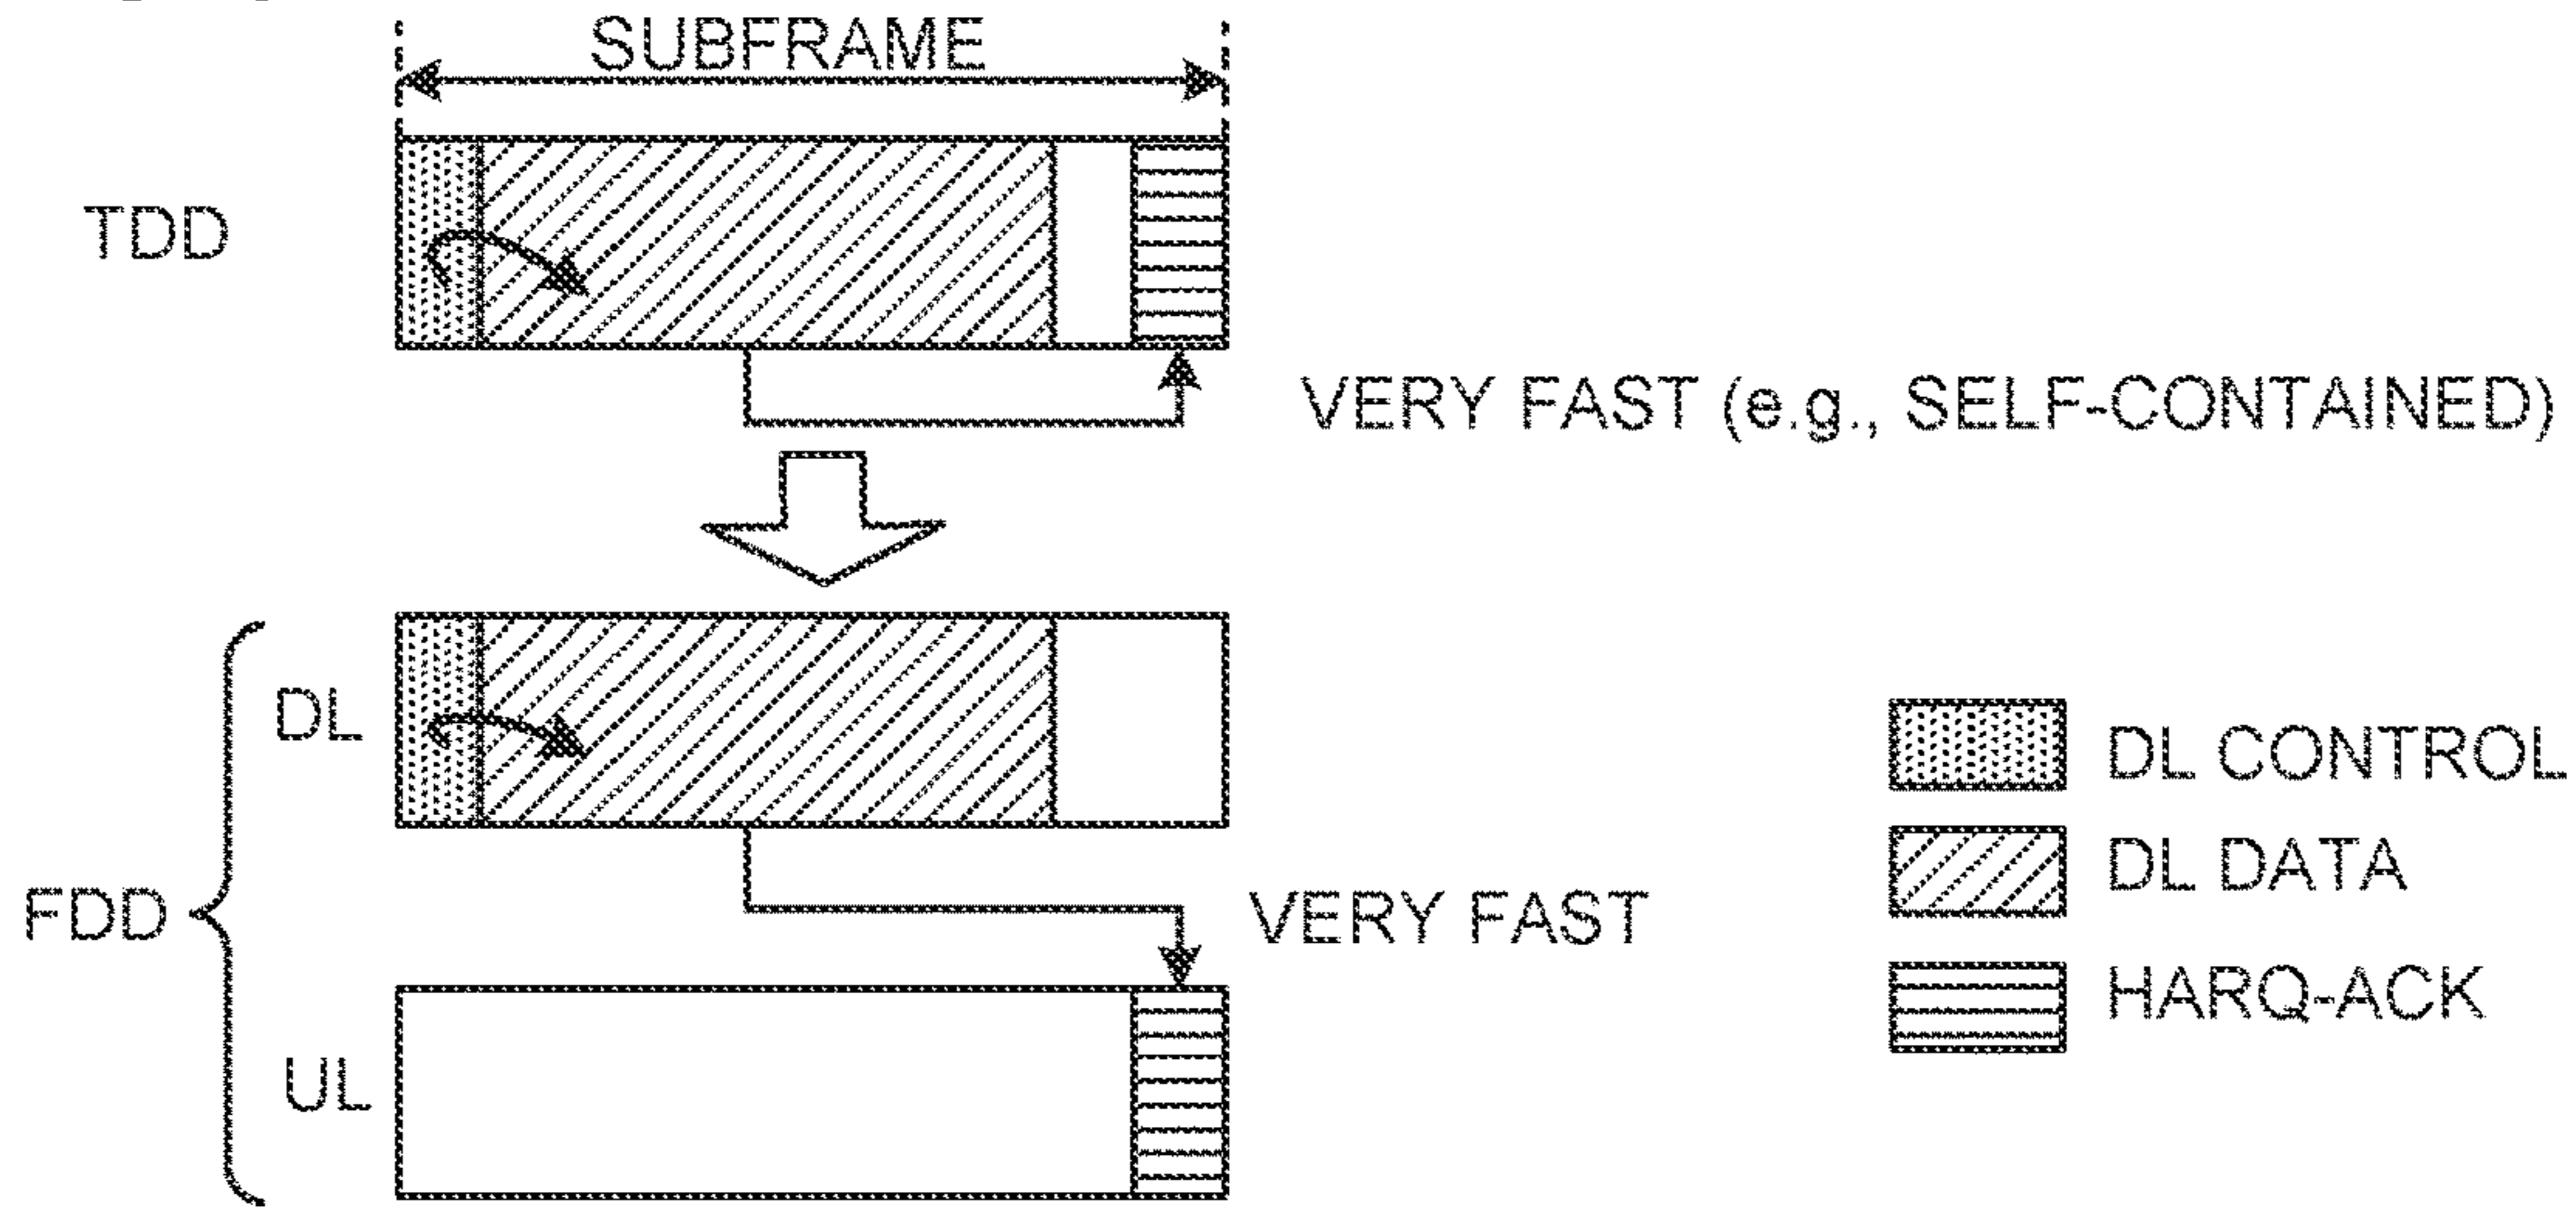 SUBFRAME
TDD
VERY FAST (e.g., SELF-CONTAINED)
DL
DL CONTROL
DL DATA
FDD
VERY FAST
HARQ-ACK
UL